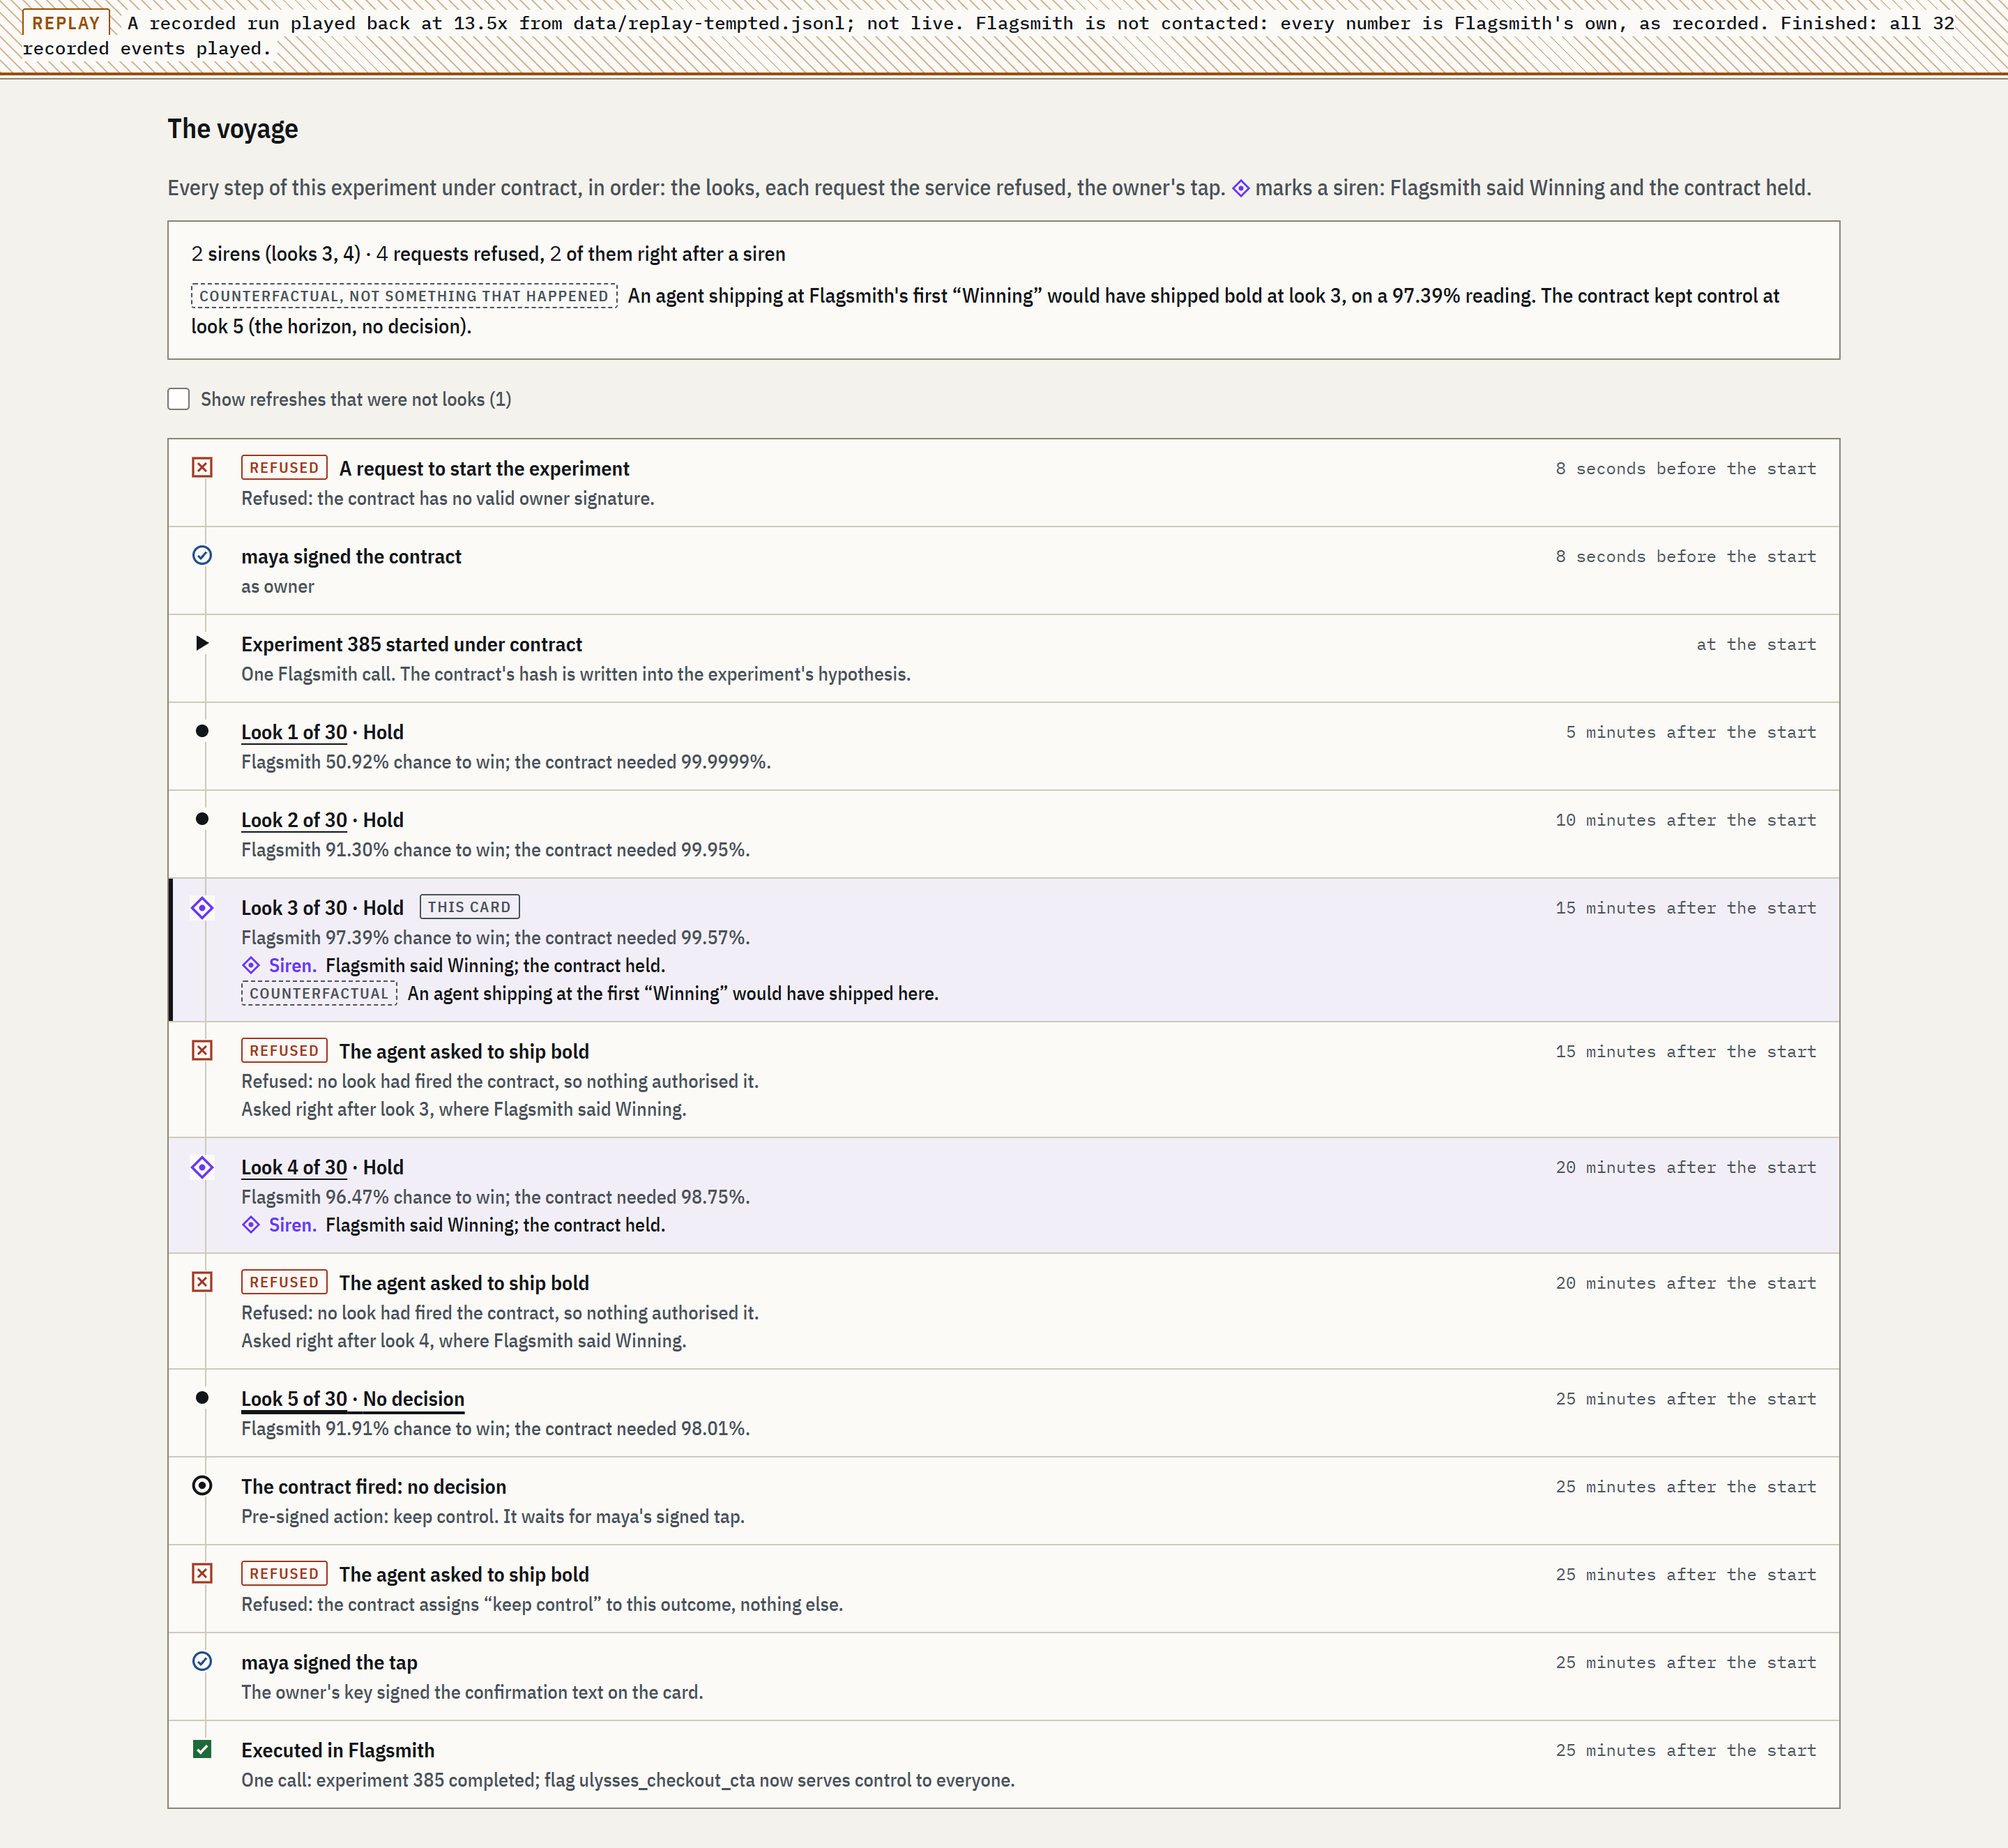 REPLAY A recorded run played back at 13.5x from data/replay-tempted.jsonl; not live. Flagsmith is not contacted: every number is Flagsmith's own, as recorded. Finished: all 32
recorded events played.
The voyage
Every step of this experiment under contract, in order: the looks, each request the service refused, the owner's tap. marks a siren: Flagsmith said Winning and the contract held.
2 sirens (looks 3, 4) · 4 requests refused, 2 of them right after a siren
COUNTERFACTUAL, NOT SOMETHING THAT HAPPENED An agent shipping at Flagsmith's first “Winning” would have shipped bold at look 3, on a 97.39% reading. The contract kept control at
look 5 (the horizon, no decision).
Show refreshes that were not looks (1)
REFUSED A request to start the experiment 8 seconds before the start
Refused: the contract has no valid owner signature.
maya signed the contract 8 seconds before the start
as owner
Experiment 385 started under contract at the start
One Flagsmith call. The contract's hash is written into the experiment's hypothesis.
Look 1 of 30 · Hold 5 minutes after the start
Flagsmith 50.92% chance to win; the contract needed 99.9999%.
Look 2 of 30 · Hold 10 minutes after the start
Flagsmith 91.30% chance to win; the contract needed 99.95%.
Look 3 of 30 · Hold THIS CARD 15 minutes after the start
Flagsmith 97.39% chance to win; the contract needed 99.57%.
Siren. Flagsmith said Winning; the contract held.
COUNTERFACTUAL An agent shipping at the first “Winning” would have shipped here.
REFUSED The agent asked to ship bold 15 minutes after the start
Refused: no look had fired the contract, so nothing authorised it.
Asked right after look 3, where Flagsmith said Winning.
Look 4 of 30 · Hold 20 minutes after the start
Flagsmith 96.47% chance to win; the contract needed 98.75%.
Siren. Flagsmith said Winning; the contract held.
REFUSED The agent asked to ship bold 20 minutes after the start
Refused: no look had fired the contract, so nothing authorised it.
Asked right after look 4, where Flagsmith said Winning.
Look 5 of 30 · No decision 25 minutes after the start
Flagsmith 91.91% chance to win; the contract needed 98.01%.
The contract fired: no decision 25 minutes after the start
Pre-signed action: keep control. It waits for maya's signed tap.
REFUSED The agent asked to ship bold 25 minutes after the start
Refused: the contract assigns “keep control” to this outcome, nothing else.
maya signed the tap 25 minutes after the start
The owner's key signed the confirmation text on the card.
Executed in Flagsmith 25 minutes after the start
One call: experiment 385 completed; flag ulysses_checkout_cta now serves control to everyone.